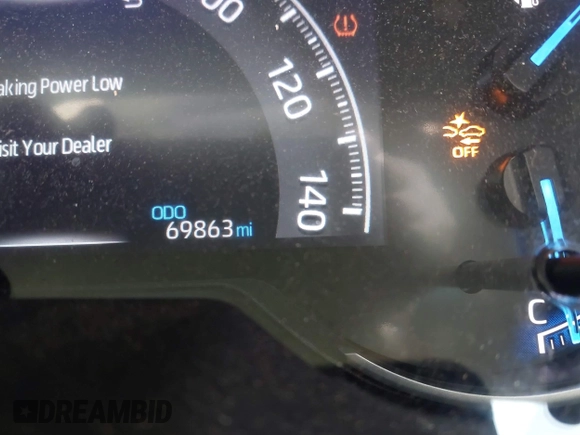 120
aking Power Low
OFF
isit Your Dealer
140
ODO
69863 mi
C
DREAMBID